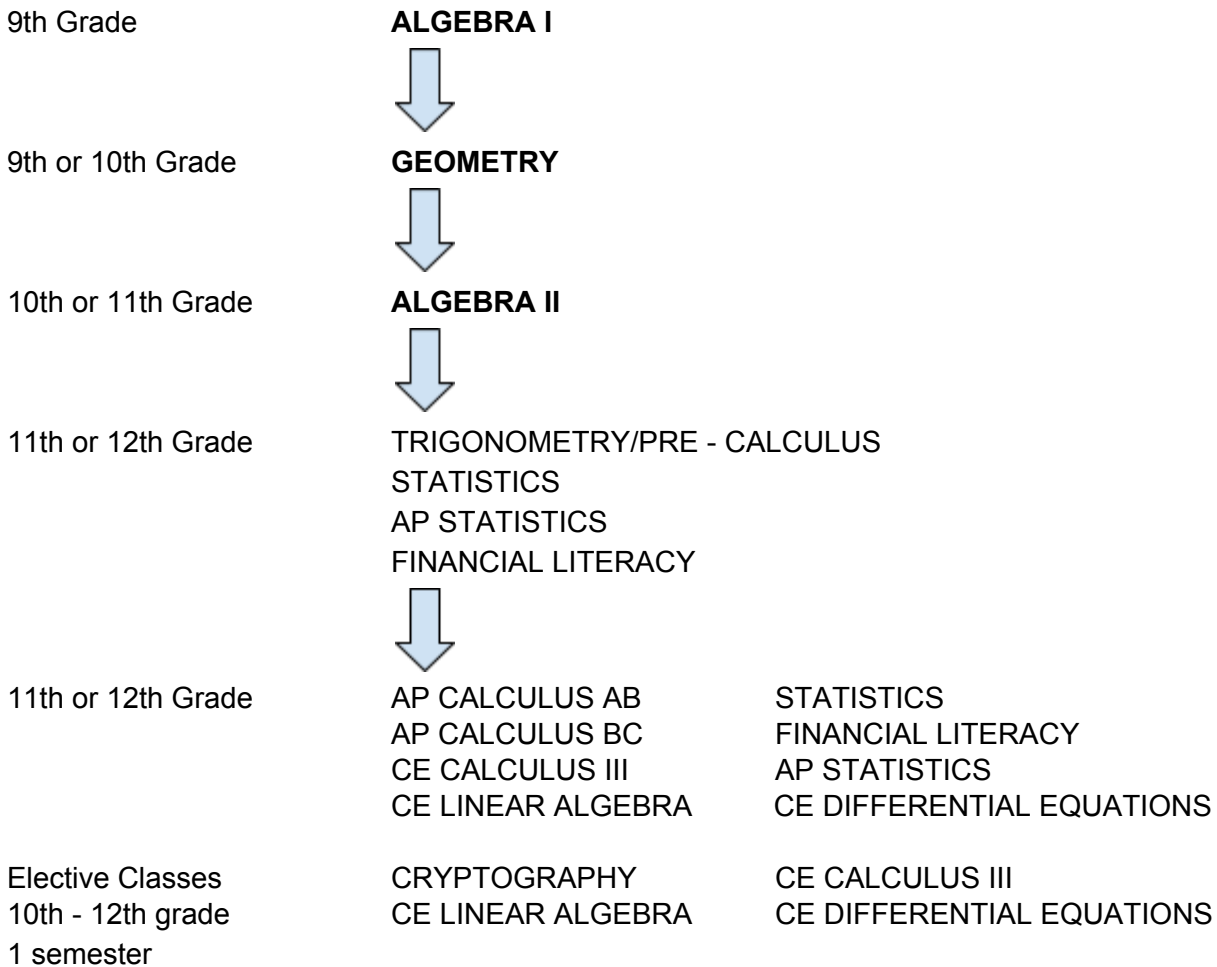 9th Grade ALGEBRA I
9th or 10th Grade GEOMETRY
10th or 11th Grade ALGEBRA II
11th or 12th Grade TRIGONOMETRY/PRE - CALCULUS
STATISTICS
AP STATISTICS
FINANCIAL LITERACY
11th or 12th Grade AP CALCULUS AB STATISTICS
AP CALCULUS BC FINANCIAL LITERACY
CE CALCULUS III AP STATISTICS
CE LINEAR ALGEBRA CE DIFFERENTIAL EQUATIONS
Elective Classes CRYPTOGRAPHY CE CALCULUS III
10th - 12th grade CE LINEAR ALGEBRA CE DIFFERENTIAL EQUATIONS
1 semester